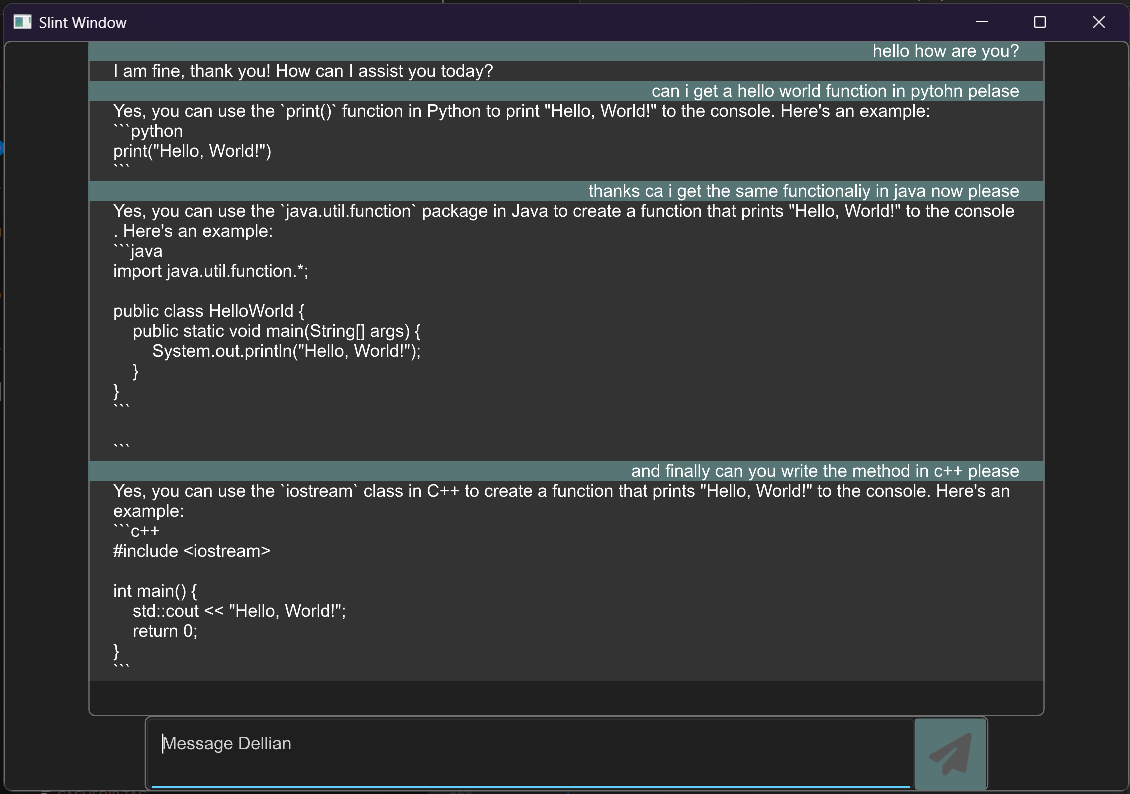 Slint Window
hello how are you?
I am fine, thank you! How can I assist you today?
can i get a hello world function in pytohn pelase
Yes, you can use the `print()` function in Python to print "Hello, World!" to the console. Here's an example:
```python
print("Hello, World!")
```
thanks ca i get the same functionaliy in java now please
Yes, you can use the `java.util.function` package in Java to create a function that prints "Hello, World!" to the console
. Here's an example:
```java
import java.util.function.*;

public class HelloWorld {
    public static void main(String[] args) {
        System.out.println("Hello, World!");
    }
}
```

```
and finally can you write the method in c++ please
Yes, you can use the `iostream` class in C++ to create a function that prints "Hello, World!" to the console. Here's an
example:
```c++
#include <iostream>

int main() {
    std::cout << "Hello, World!";
    return 0;
}
```
Message Dellian